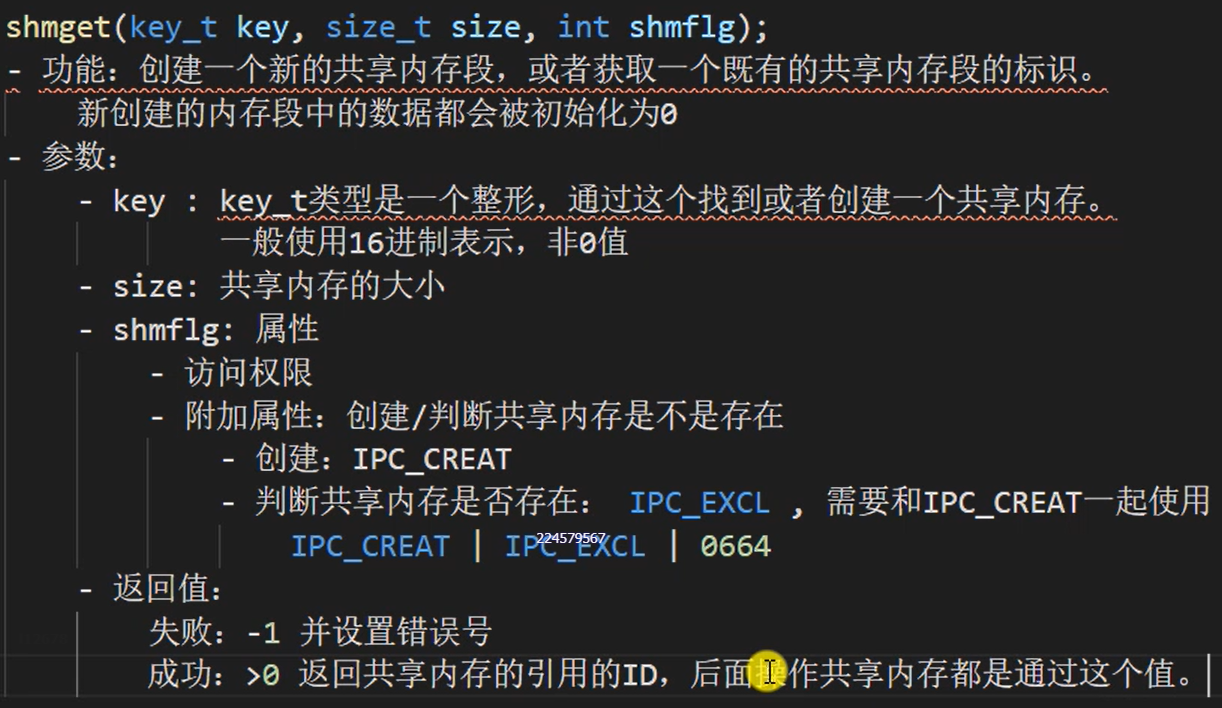 shmget(key_t key, size_t size, int shmflg);
- 功能：创建一个新的共享内存段，或者获取一个既有的共享内存段的标识。
新创建的内存段中的数据都会被初始化为0
- 参数：
- key : key_t类型是一个整形，通过这个找到或者创建一个共享内存。
一般使用16进制表示，非0值
- size: 共享内存的大小
- shmflg: 属性
- 访问权限
- 附加属性：创建/判断共享内存是不是存在
- 创建：IPC_CREAT
- 判断共享内存是否存在： IPC_EXCL , 需要和IPC_CREAT一起使用
IPC_CREAT | IPC_EXCL | 0664
224579567
- 返回值：
失败：-1 并设置错误号
成功：>0 返回共享内存的引用的ID，后面操作共享内存都是通过这个值。